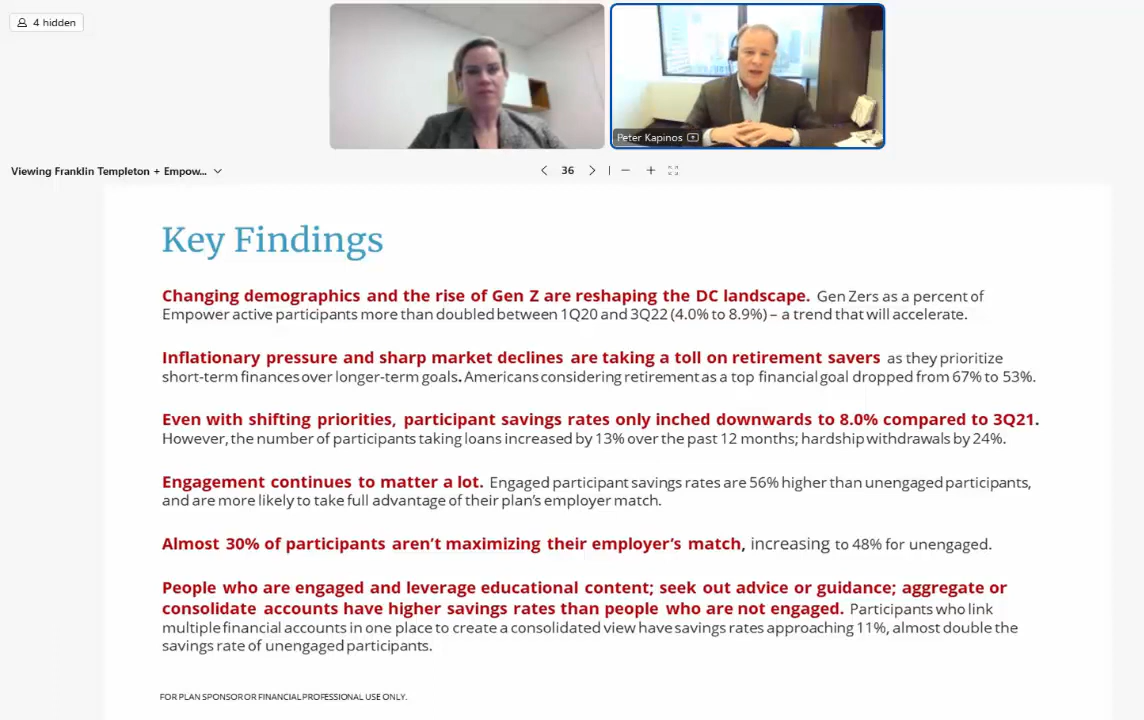 4 hidden
Peter Kapinos
Viewing Franklin Templeton + Empow...
36
Key Findings
Changing demographics and the rise of Gen Z are reshaping the DC landscape. Gen Zers as a percent of
Empower active participants more than doubled between 1Q20 and 3Q22 (4.0% to 8.9%) – a trend that will accelerate.
Inflationary pressure and sharp market declines are taking a toll on retirement savers as they prioritize
short-term finances over longer-term goals. Americans considering retirement as a top financial goal dropped from 67% to 53%.
Even with shifting priorities, participant savings rates only inched downwards to 8.0% compared to 3Q21.
However, the number of participants taking loans increased by 13% over the past 12 months; hardship withdrawals by 24%.
Engagement continues to matter a lot. Engaged participant savings rates are 56% higher than unengaged participants,
and are more likely to take full advantage of their plan's employer match.
Almost 30% of participants aren't maximizing their employer's match, increasing to 48% for unengaged.
People who are engaged and leverage educational content; seek out advice or guidance; aggregate or
consolidate accounts have higher savings rates than people who are not engaged. Participants who link
multiple financial accounts in one place to create a consolidated view have savings rates approaching 11%, almost double the
savings rate of unengaged participants.
FOR PLAN SPONSOR OR FINANCIAL PROFESSIONAL USE ONLY.